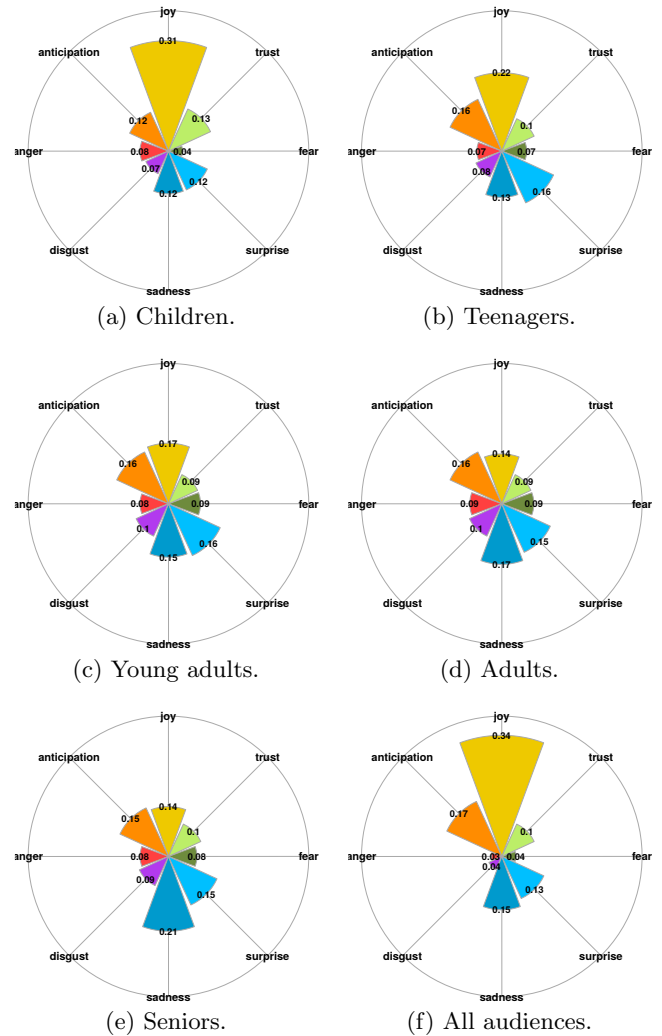 joy joy
0.31
anticipation trust anticipation trust
0.22
0.12 0.13 0.16 0.1
anger 0.08 0.04 fear anger 0.07 0.07 fear
0.07 0.12 0.12 0.08 0.13 0.16
disgust surprise disgust surprise
sadness sadness
(a) Children. (b) Teenagers.
joy joy
anticipation trust anticipation trust
0.17 0.14
0.16 0.09 0.16 0.09
anger 0.08 0.09 fear anger 0.09 0.09 fear
0.1 0.15 0.16 0.1 0.17 0.15
disgust surprise disgust surprise
sadness sadness
(c) Young adults. (d) Adults.
joy joy
0.34
anticipation trust anticipation trust
0.14
0.15 0.1 0.17 0.1
anger 0.08 0.08 fear anger 0.03 0.04 fear
0.09 0.21 0.15 0.04 0.15 0.13
disgust surprise disgust surprise
sadness sadness
(e) Seniors. (f) All audiences.